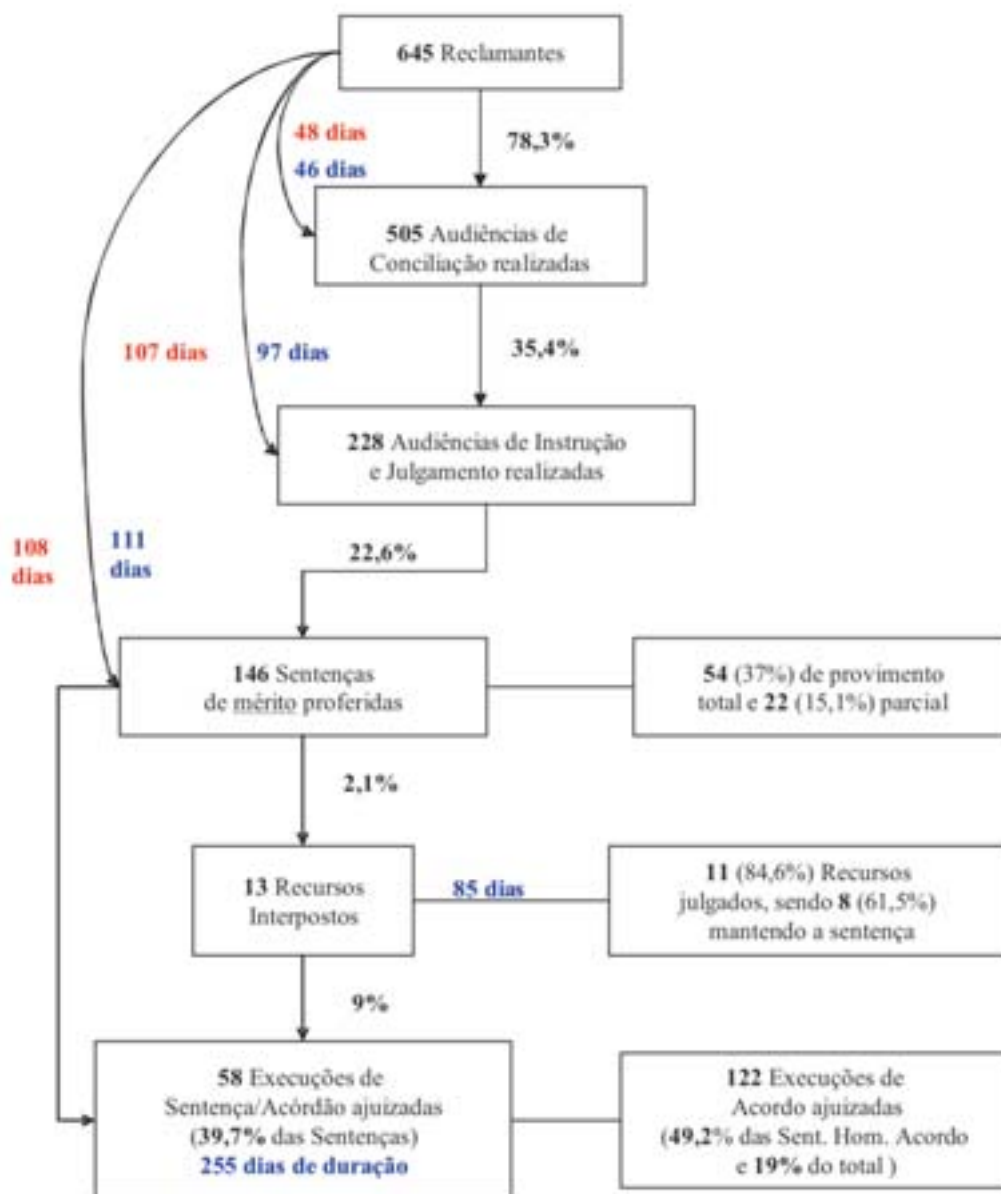 645 Reclamantes
48 dias
46 dias
78,3%
505 Audiências de
Conciliação realizadas
107 dias
97 dias
35,4%
228 Audiências de Instrução
e Julgamento realizadas
108
dias
111
dias
22,6%
146 Sentenças
de mérito proferidas
54 (37%) de provimento
total e 22 (15,1%) parcial
2,1%
13 Recursos
Interpostos
85 dias
11 (84,6%) Recursos
julgados, sendo 8 (61,5%)
mantendo a sentença
9%
58 Execuções de
Sentença/Acórdão ajuizadas
(39,7% das Sentenças)
255 dias de duração
122 Execuções de
Acordo ajuizadas
(49,2% das Sent. Hom. Acordo
e 19% do total )